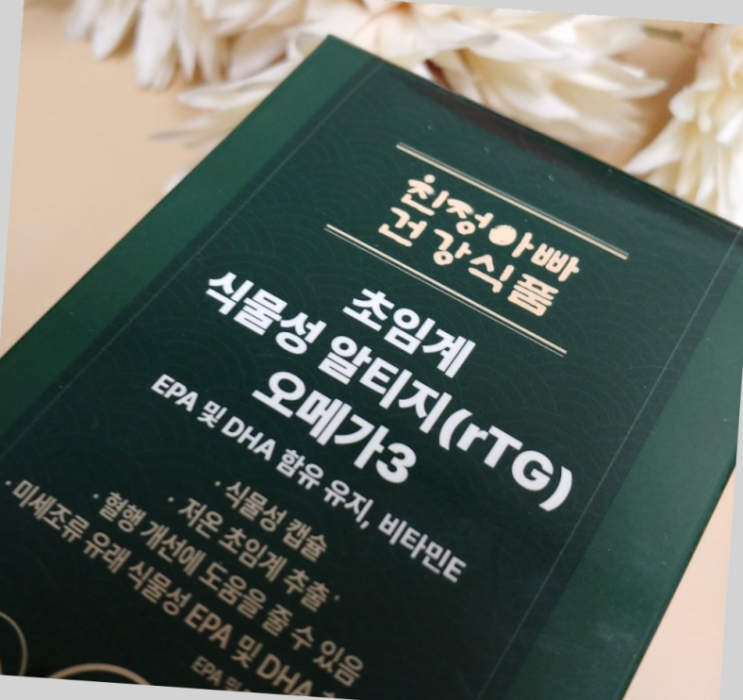 친정아빠
건강식품
초임계
식물성 알티지(rTG)
오메가3
EPA 및 DHA 함유 유지, 비타민E
· 식물성 캡슐
· 저온 초임계 추출
· 혈행 개선에 도움을 줄 수 있음
· 미세조류 유래 식물성 EPA 및 DHA
EPA 및